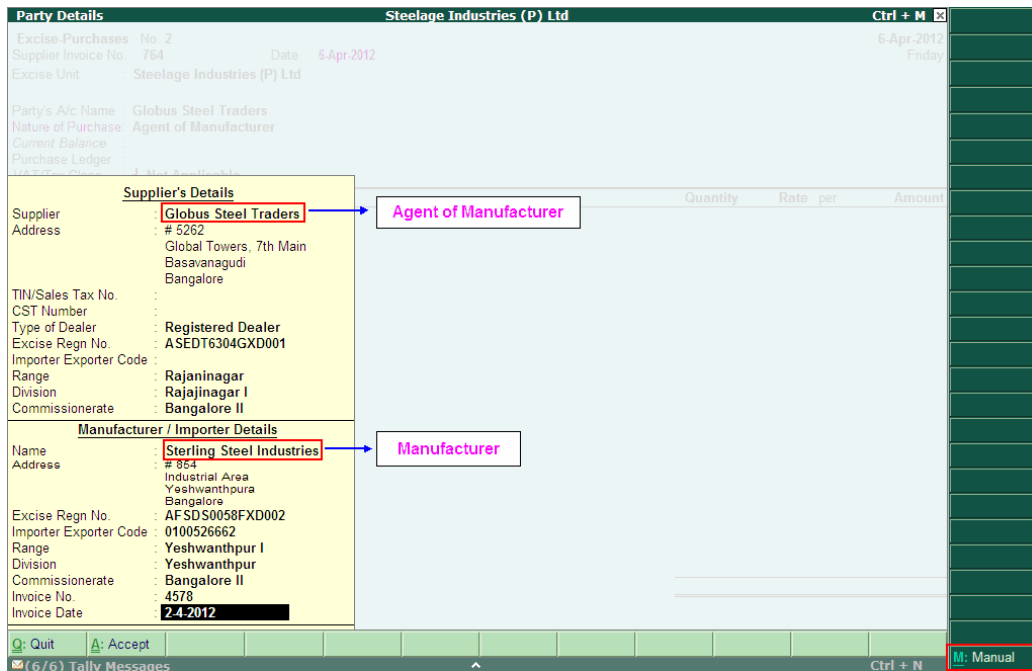 Party Details Steelage Industries (P) Ltd Ctrl + M
Excise-Purchases No. 2 6-Apr-2012
Supplier Invoice No. 764 Date 6-Apr-2012 Friday
Excise Unit : Steelage Industries (P) Ltd
Party's A/c Name : Globus Steel Traders
Nature of Purchase: Agent of Manufacturer
Current Balance :
Purchase Ledger :
VAT/Tax Class : Not Applicable
Quantity Rate per Amount
Supplier's Details
Supplier : Globus Steel Traders
Agent of Manufacturer
Address : # 5262
Global Towers, 7th Main
Basavanagudi
Bangalore
TIN/Sales Tax No. :
CST Number :
Type of Dealer : Registered Dealer
Excise Regn No. : ASEDT6304GXD001
Importer Exporter Code :
Range : Rajaninagar
Division : Rajajinagar I
Commissionerate : Bangalore II
Manufacturer / Importer Details
Name : Sterling Steel Industries
Manufacturer
Address : # 854
Industrial Area
Yeshwanthpura
Bangalore
Excise Regn No. : AFSDS0058FXD002
Importer Exporter Code : 0100526662
Range : Yeshwanthpur I
Division : Yeshwanthpur
Commissionerate : Bangalore II
Invoice No. : 4578
Invoice Date : 2-4-2012
Q: Quit A: Accept
M: Manual
(6/6) Tally Messages Ctrl + N